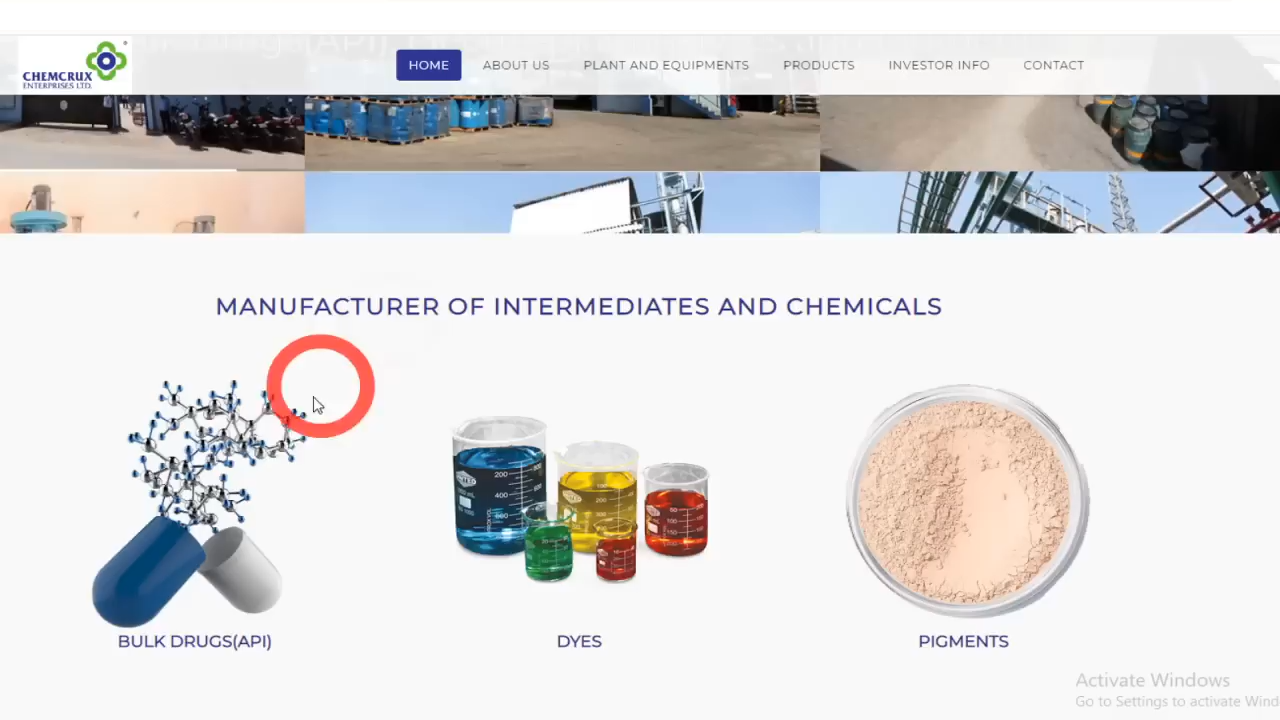 CHEMCRUX
ENTERPRISES LTD.
HOME
ABOUT US
PLANT AND EQUIPMENTS
PRODUCTS
INVESTOR INFO
CONTACT
MANUFACTURER OF INTERMEDIATES AND CHEMICALS
BULK DRUGS(API)
DYES
PIGMENTS
Activate Windows
Go to Settings to activate Wind